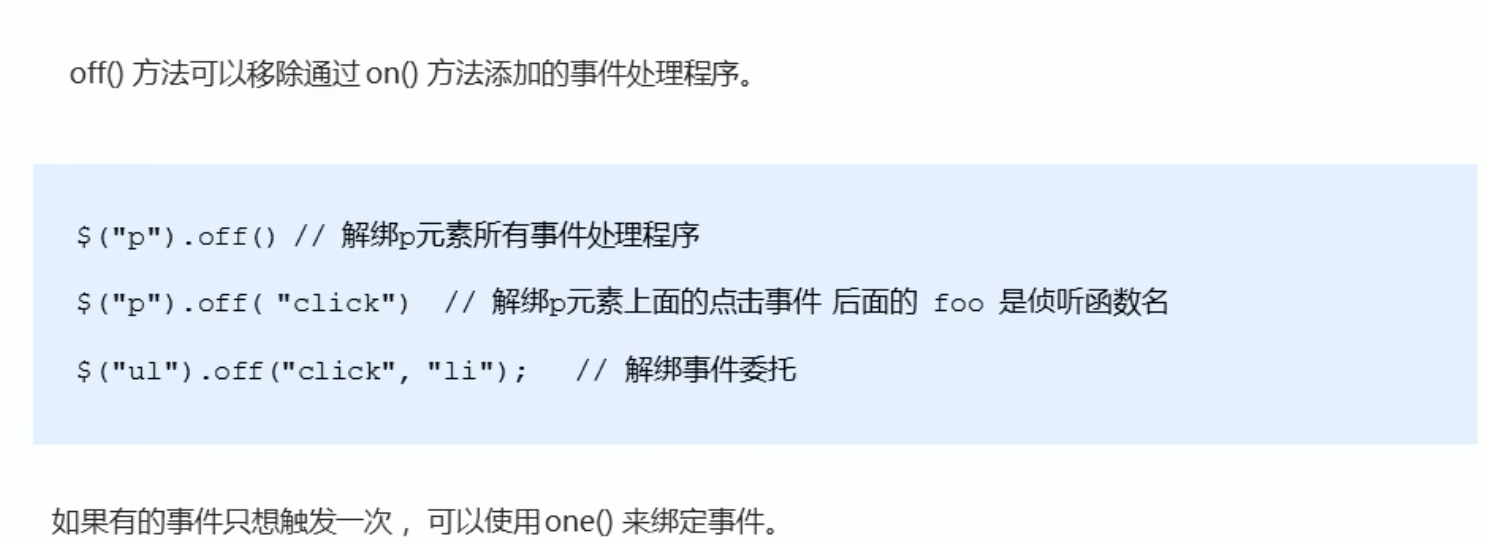 off() 方法可以移除通过 on() 方法添加的事件处理程序。
$("p").off() // 解绑p元素所有事件处理程序
$("p").off( "click") // 解绑p元素上面的点击事件 后面的 foo 是侦听函数名
$("ul").off("click", "li"); // 解绑事件委托
如果有的事件只想触发一次， 可以使用 one() 来绑定事件。